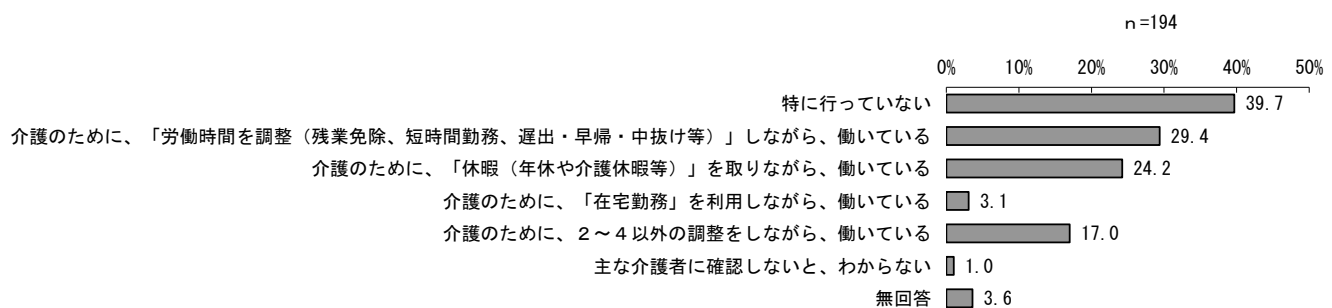 n=194
0% 10% 20% 30% 40% 50%
特に行っていない 39.7
介護のために、「労働時間を調整（残業免除、短時間勤務、遅出・早帰・中抜け等）」しながら、働いている 29.4
介護のために、「休暇（年休や介護休暇等）」を取りながら、働いている 24.2
介護のために、「在宅勤務」を利用しながら、働いている 3.1
介護のために、２～４以外の調整をしながら、働いている 17.0
主な介護者に確認しないと、わからない 1.0
無回答 3.6